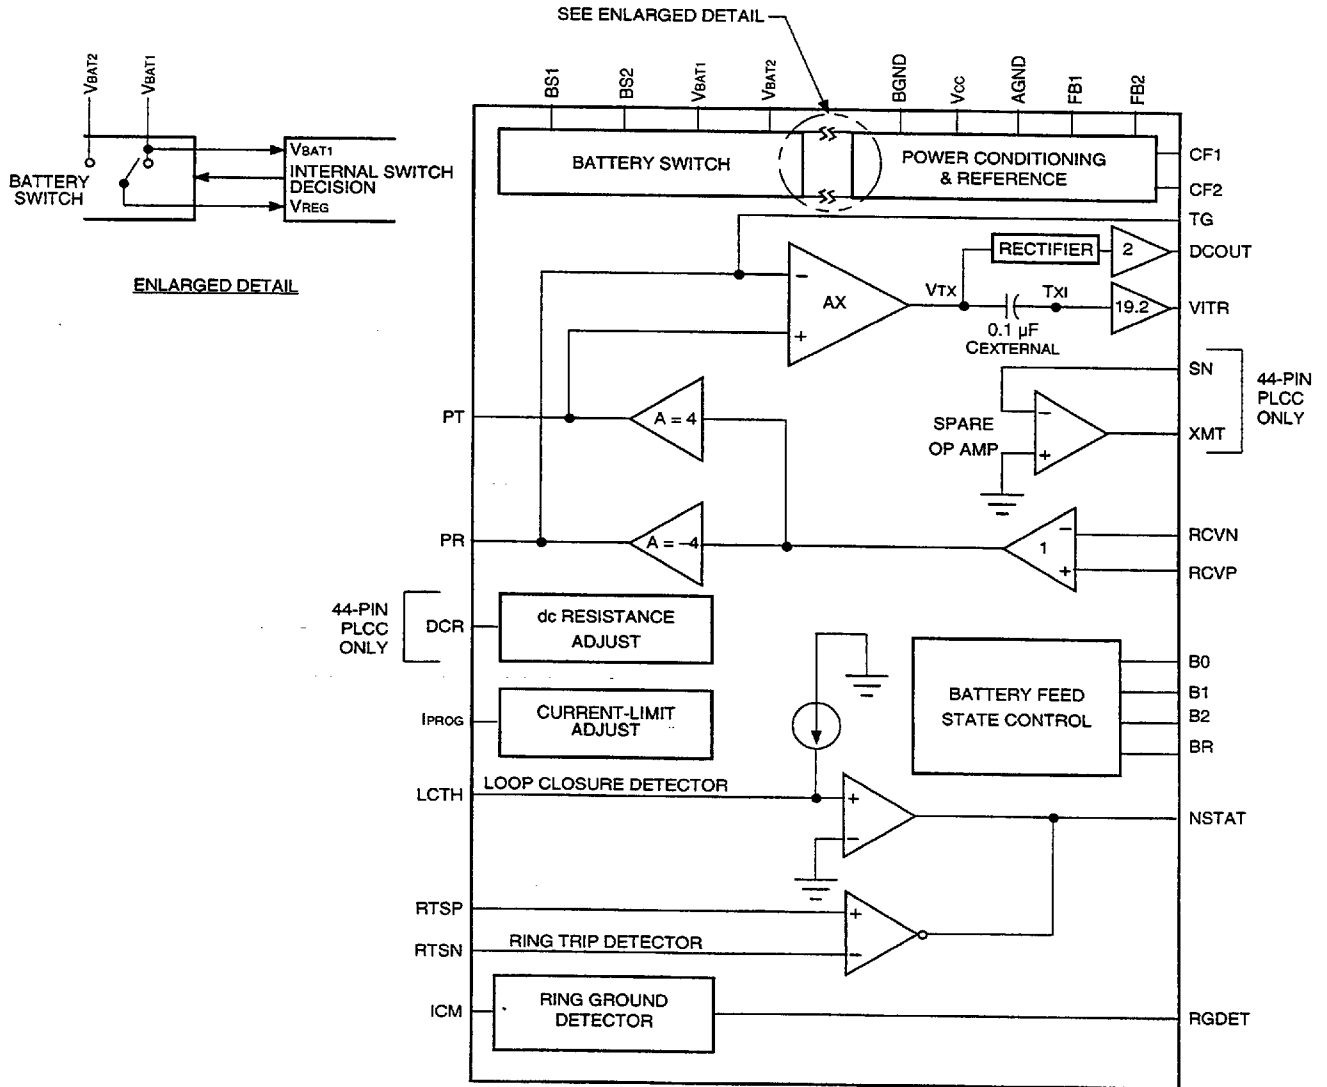 SEE ENLARGED DETAIL
VBAT2
VBAT1
BATTERY
SWITCH
VBAT1
INTERNAL SWITCH
DECISION
VREG
ENLARGED DETAIL
BS1
BS2
VBAT1
VBAT2
BGND
VCC
AGND
FB1
FB2
BATTERY SWITCH
POWER CONDITIONING
& REFERENCE
CF1
CF2
TG
RECTIFIER
2
DCOUT
−
AX
+
VTX
TXI
0.1 µF
CEXTERNAL
19.2
VITR
SN
44-PIN
PLCC
ONLY
SPARE
OP AMP
−
+
XMT
PT
A = 4
PR
A = −4
1
−
+
RCVN
RCVP
44-PIN
PLCC
ONLY
DCR
dc RESISTANCE
ADJUST
IPROG
CURRENT-LIMIT
ADJUST
BATTERY FEED
STATE CONTROL
B0
B1
B2
BR
LCTH
LOOP CLOSURE DETECTOR
+
−
NSTAT
RTSP
+
RTSN
RING TRIP DETECTOR
−
ICM
RING GROUND
DETECTOR
RGDET